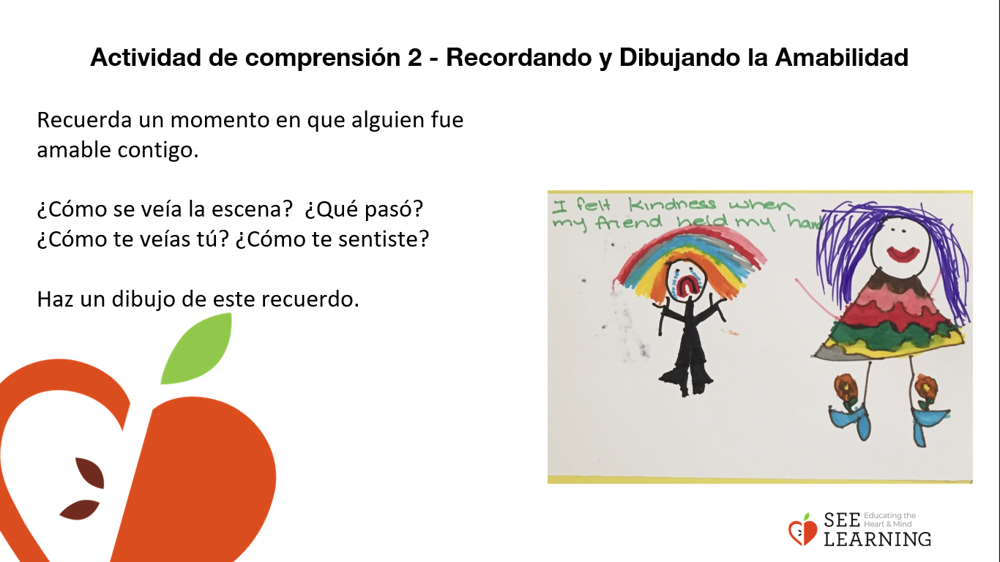 Actividad de comprensión 2 - Recordando y Dibujando la Amabilidad
Recuerda un momento en que alguien fue
amable contigo.
¿Cómo se veía la escena?  ¿Qué pasó?
¿Cómo te veías tú? ¿Cómo te sentiste?
Haz un dibujo de este recuerdo.
I felt kindness when
my friend held my hand
SEE Educating the
Heart & Mind
LEARNING